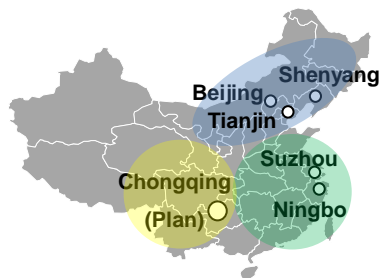 Shenyang
Beijing
Tianjin
Suzhou
Chongqing
(Plan)
Ningbo